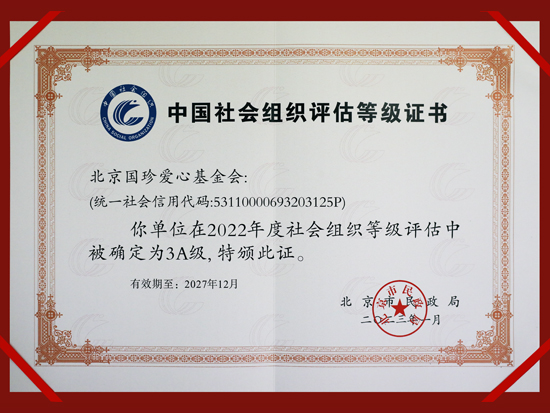 中国社会组织评估等级证书
CHINA SOCIAL ORGANIZATION
北京国珍爱心基金会:
(统一社会信用代码:53110000693203125P)
你单位在2022年度社会组织等级评估中
被确定为3A级,特颁此证。
有效期至: 2027年12月
北京市民政局
二〇二三年一月